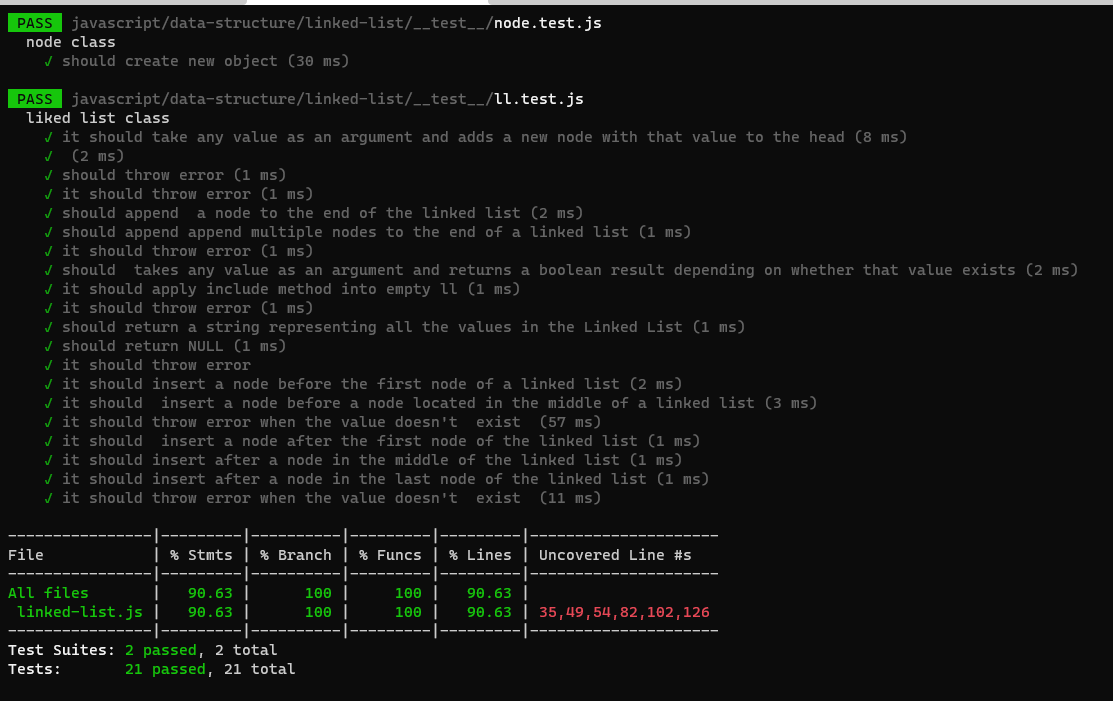 PASS javascript/data-structure/linked-list/__test__/node.test.js
node class
✓ should create new object (30 ms)
PASS javascript/data-structure/linked-list/__test__/ll.test.js
liked list class
✓ it should take any value as an argument and adds a new node with that value to the head (8 ms)
✓  (2 ms)
✓ should throw error (1 ms)
✓ it should throw error (1 ms)
✓ should append  a node to the end of the linked list (2 ms)
✓ should append append multiple nodes to the end of a linked list (1 ms)
✓ it should throw error (1 ms)
✓ should  takes any value as an argument and returns a boolean result depending on whether that value exists (2 ms)
✓ it should apply include method into empty ll (1 ms)
✓ it should throw error (1 ms)
✓ should return a string representing all the values in the Linked List (1 ms)
✓ should return NULL (1 ms)
✓ it should throw error
✓ it should insert a node before the first node of a linked list (2 ms)
✓ it should  insert a node before a node located in the middle of a linked list (3 ms)
✓ it should throw error when the value doesn't  exist  (57 ms)
✓ it should  insert a node after the first node of the linked list (1 ms)
✓ it should insert after a node in the middle of the linked list (1 ms)
✓ it should insert after a node in the last node of the linked list (1 ms)
✓ it should throw error when the value doesn't  exist  (11 ms)
----------------|---------|----------|---------|---------|---------------------
File            | % Stmts | % Branch | % Funcs | % Lines | Uncovered Line #s
----------------|---------|----------|---------|---------|---------------------
All files       |   90.63 |      100 |     100 |   90.63 |
 linked-list.js |   90.63 |      100 |     100 |   90.63 | 35,49,54,82,102,126
----------------|---------|----------|---------|---------|---------------------
Test Suites: 2 passed, 2 total
Tests:       21 passed, 21 total